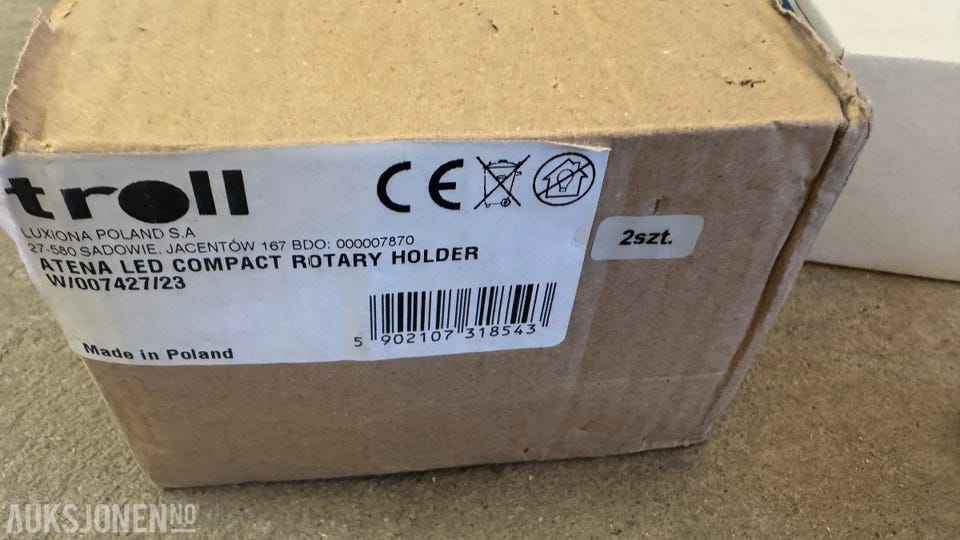 troll
CE
LUXIONA POLAND S.A
27-580 SADOWIE, JACENTÓW 167 BDO: 000007870
ATENA LED COMPACT ROTARY HOLDER
W/007427/23
5 902107 318543
Made in Poland
2szt.
AUKSJONEN NO